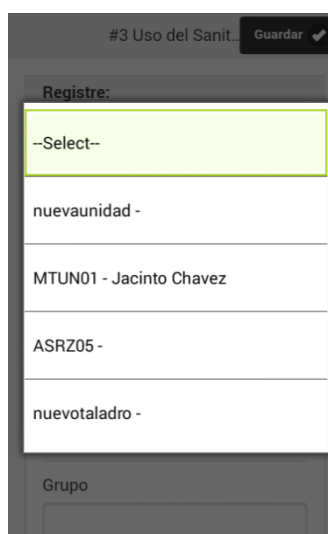 #3 Uso del Sanit.. Guardar
Registre:
--Select--
nuevaunidad -
MTUN01 - Jacinto Chavez
ASRZ05 -
nuevotaladro -
Grupo